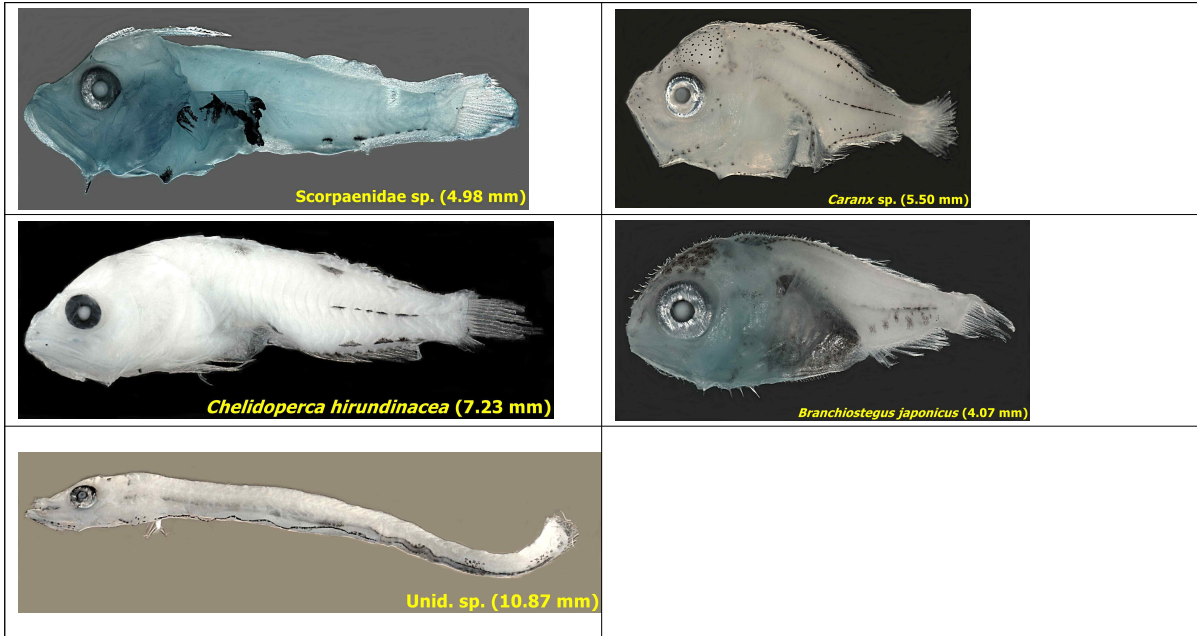 Scorpaenidae sp. (4.98 mm)
Caranx sp. (5.50 mm)
Chelidoperca hirundinacea (7.23 mm)
Branchiostegus japonicus (4.07 mm)
Unid. sp. (10.87 mm)